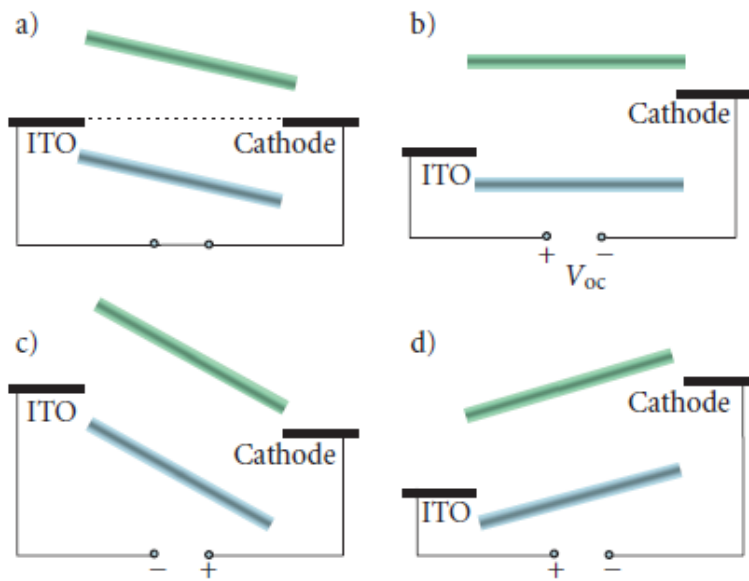 a)
ITO
Cathode
b)
Cathode
ITO
+ −
V_oc
c)
ITO
Cathode
− +
d)
Cathode
ITO
+ −